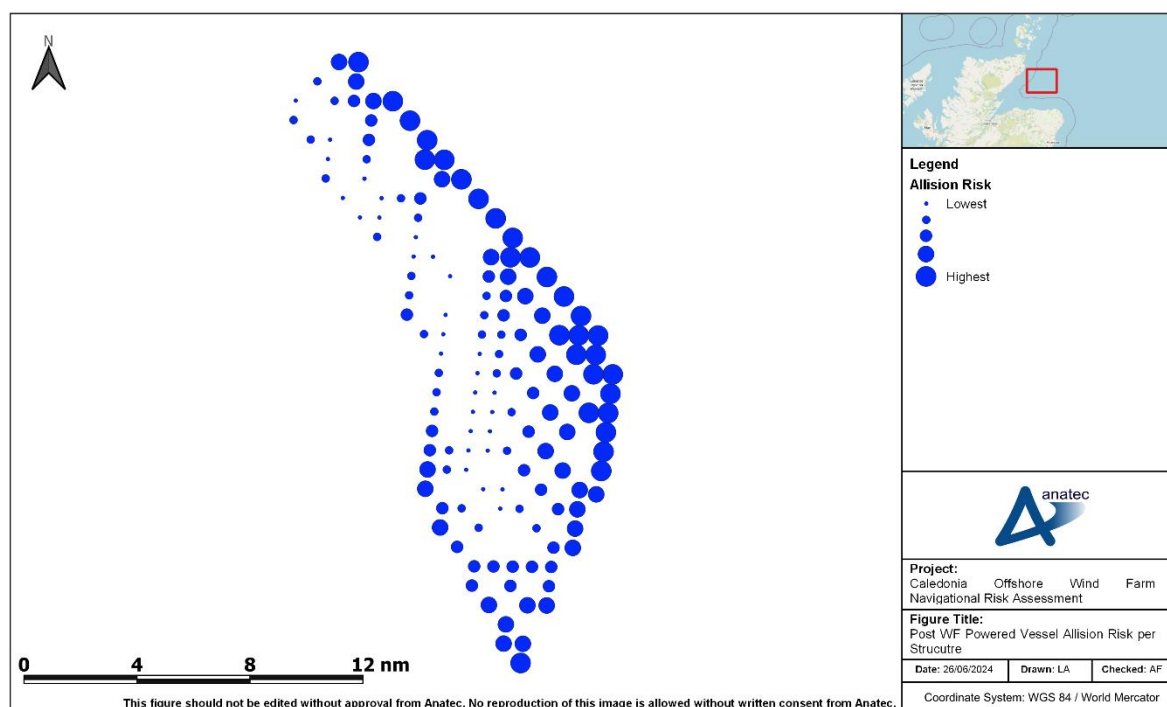 N
0 4 8 12 nm
This figure should not be edited without approval from Anatec. No reproduction of this image is allowed without written consent from Anatec.
Legend
Allision Risk
Lowest
Highest
anatec
Project:
Caledonia Offshore Wind Farm
Navigational Risk Assessment
Figure Title:
Post WF Powered Vessel Allision Risk per
Strucutre
Date: 26/06/2024 Drawn: LA Checked: AF
Coordinate System: WGS 84 / World Mercator